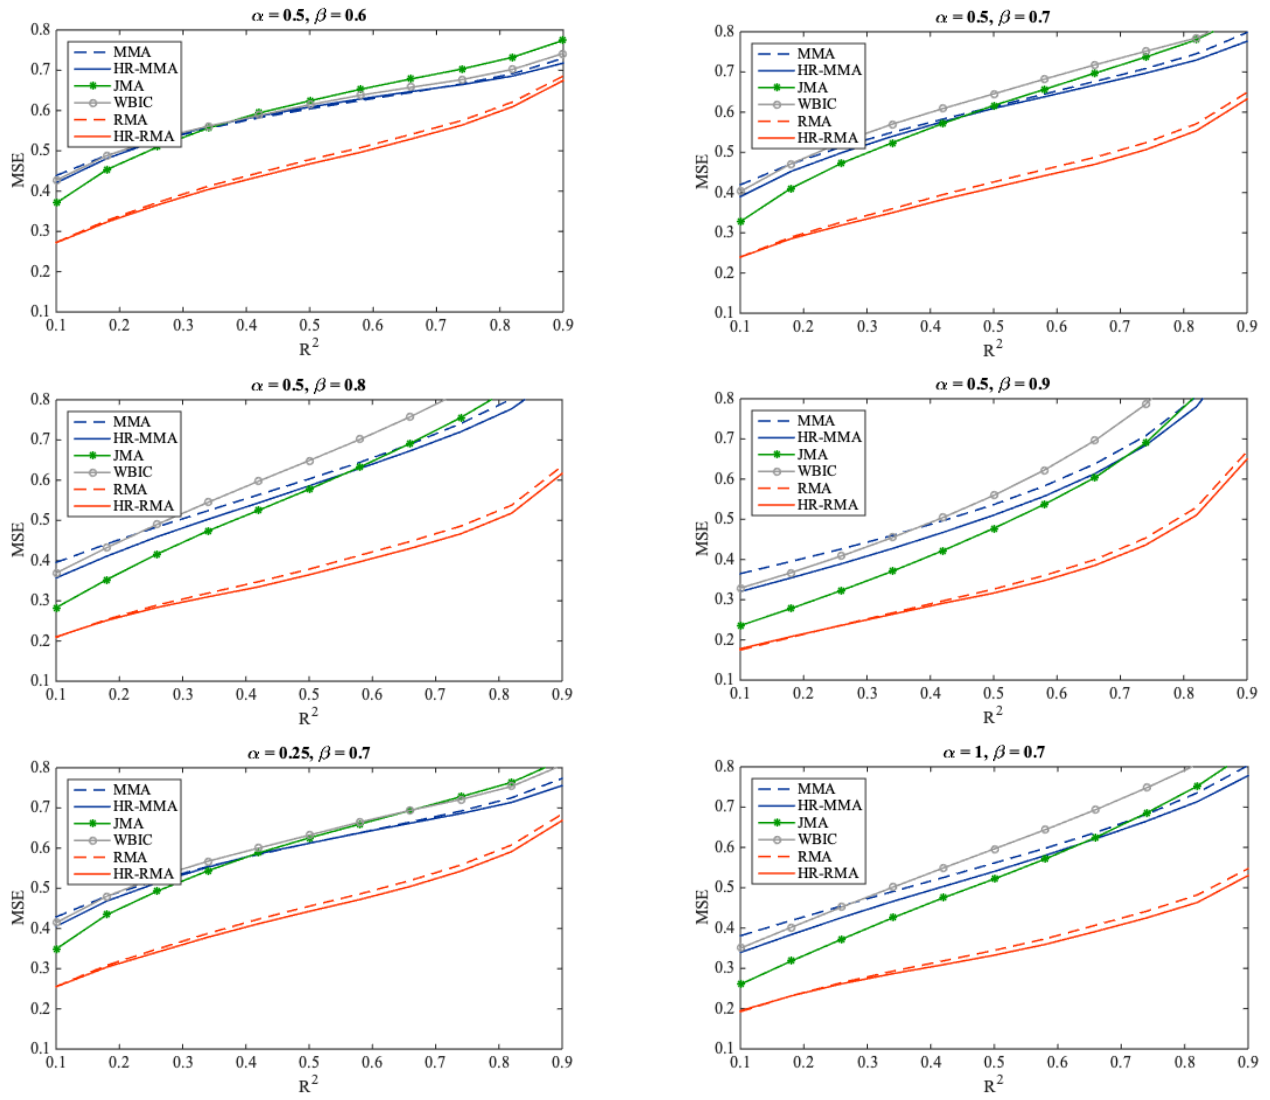 α = 0.5, β = 0.6
0.8
0.7
0.6
0.5
0.4
0.3
0.2
0.1
MSE
MMA
HR-MMA
JMA
WBIC
RMA
HR-RMA
0.1 0.2 0.3 0.4 0.5 0.6 0.7 0.8 0.9
R²
α = 0.5, β = 0.7
0.8
0.7
0.6
0.5
0.4
0.3
0.2
0.1
MSE
MMA
HR-MMA
JMA
WBIC
RMA
HR-RMA
0.1 0.2 0.3 0.4 0.5 0.6 0.7 0.8 0.9
R²
α = 0.5, β = 0.8
0.8
0.7
0.6
0.5
0.4
0.3
0.2
0.1
MSE
MMA
HR-MMA
JMA
WBIC
RMA
HR-RMA
0.1 0.2 0.3 0.4 0.5 0.6 0.7 0.8 0.9
R²
α = 0.5, β = 0.9
0.8
0.7
0.6
0.5
0.4
0.3
0.2
0.1
MSE
MMA
HR-MMA
JMA
WBIC
RMA
HR-RMA
0.1 0.2 0.3 0.4 0.5 0.6 0.7 0.8 0.9
R²
α = 0.25, β = 0.7
0.8
0.7
0.6
0.5
0.4
0.3
0.2
0.1
MSE
MMA
HR-MMA
JMA
WBIC
RMA
HR-RMA
0.1 0.2 0.3 0.4 0.5 0.6 0.7 0.8 0.9
R²
α = 1, β = 0.7
0.8
0.7
0.6
0.5
0.4
0.3
0.2
0.1
MSE
MMA
HR-MMA
JMA
WBIC
RMA
HR-RMA
0.1 0.2 0.3 0.4 0.5 0.6 0.7 0.8 0.9
R²